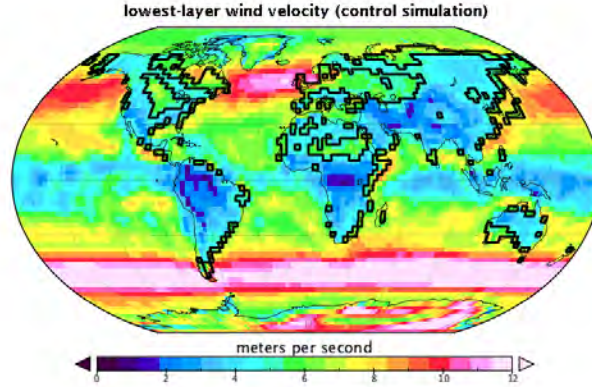 lowest-layer wind velocity (control simulation)
meters per second
0 2 4 6 8 10 12